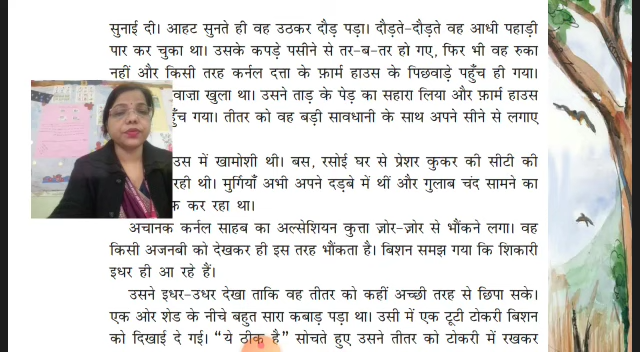 सुनाई दी। आहट सुनते ही वह उठकर दौड़ पड़ा। दौड़ते-दौड़ते वह आधी पहाड़ी
पार कर चुका था। उसके कपड़े पसीने से तर-ब-तर हो गए, फिर भी वह रुका
नहीं और किसी तरह कर्नल दत्ता के फ़ार्म हाउस के पिछवाड़े पहुँच ही गया।
वाज़ा खुला था। उसने ताड़ के पेड़ का सहारा लिया और फ़ार्म हाउस
हुँच गया। तीतर को वह बड़ी सावधानी के साथ अपने सीने से लगाए
उस में खामोशी थी। बस, रसोई घर से प्रेशर कुकर की सीटी की
रही थी। मुर्गियाँ अभी अपने दड़बे में थीं और गुलाब चंद सामने का
क कर रहा था।
अचानक कर्नल साहब का अल्सेशियन कुत्ता ज़ोर-ज़ोर से भौंकने लगा। वह
किसी अजनबी को देखकर ही इस तरह भौंकता है। बिशन समझ गया कि शिकारी
इधर ही आ रहे हैं।
उसने इधर-उधर देखा ताकि वह तीतर को कहीं अच्छी तरह से छिपा सके।
एक ओर शेड के नीचे बहुत सारा कबाड़ पड़ा था। उसी में एक टूटी टोकरी बिशन
को दिखाई दे गई। “ये ठीक है” सोचते हुए उसने तीतर को टोकरी में रखकर